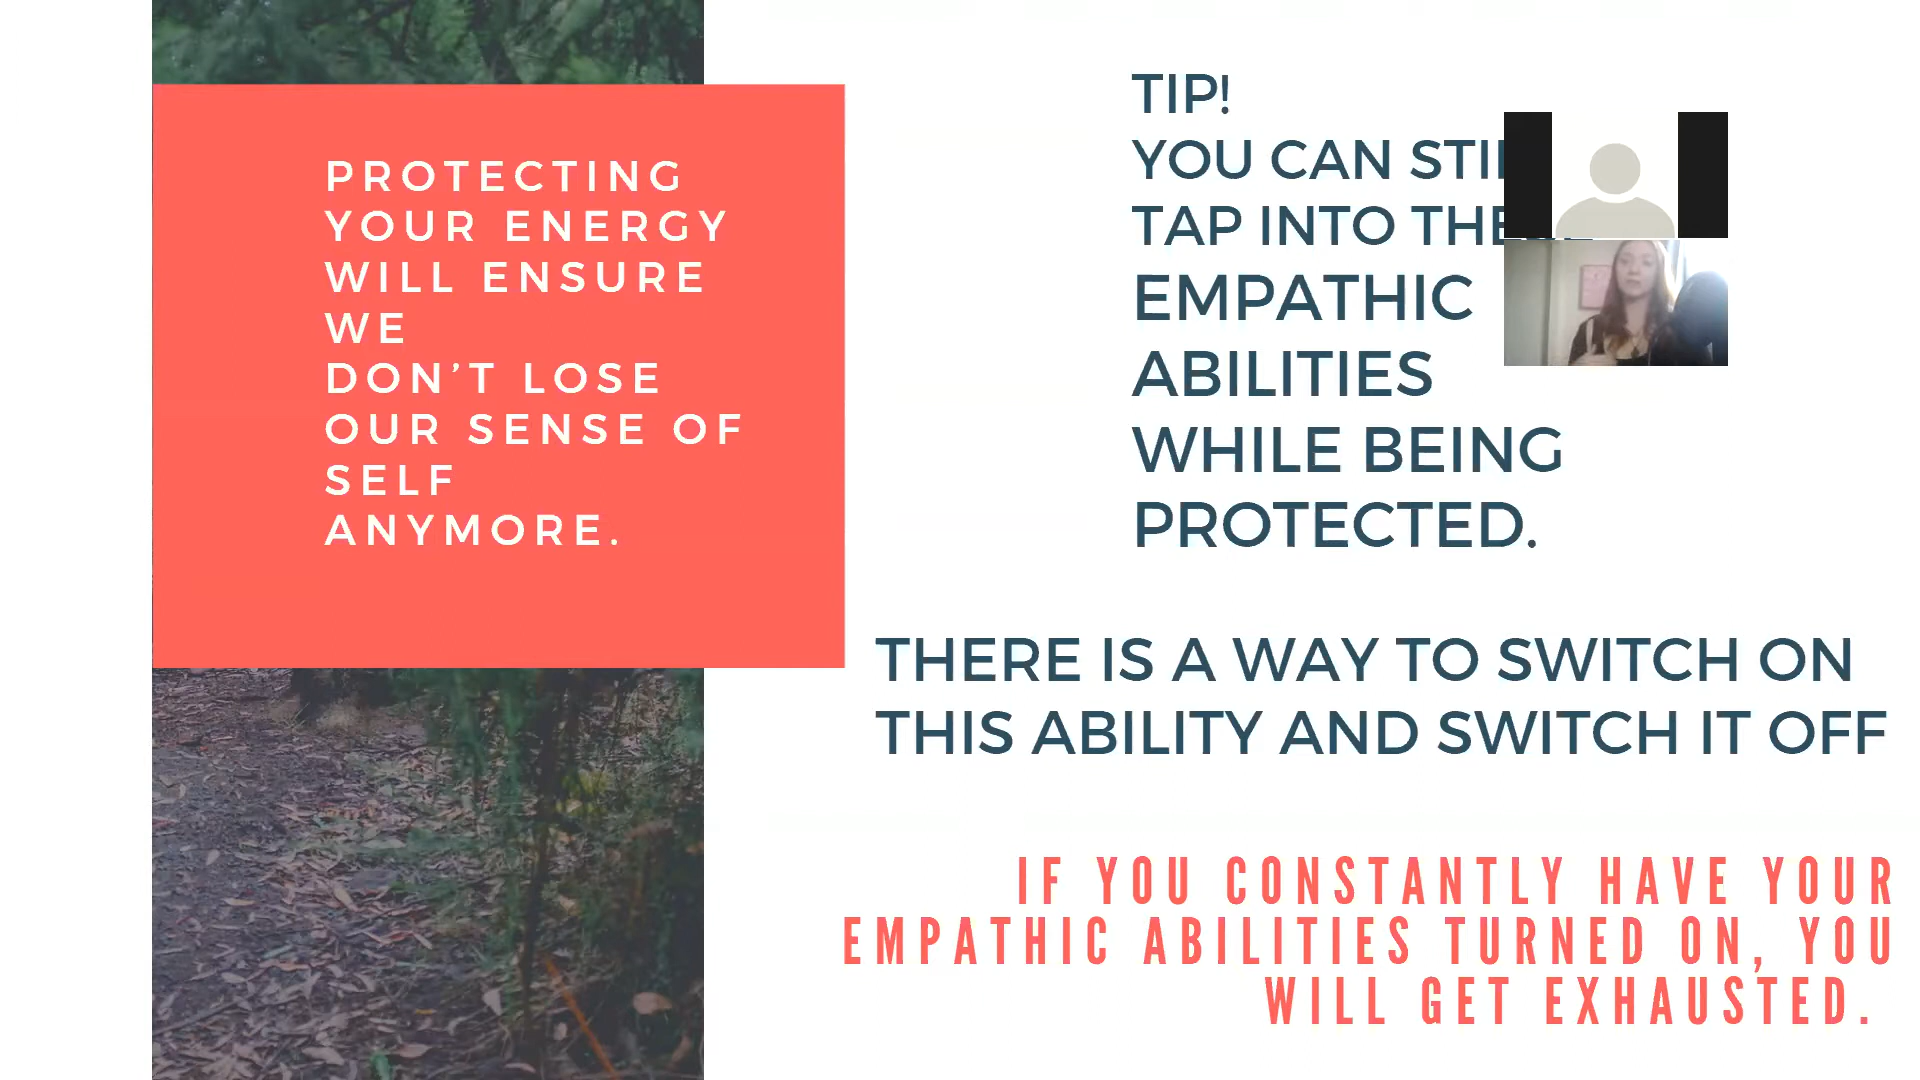 PROTECTING
YOUR ENERGY
WILL ENSURE
WE
DON’T LOSE
OUR SENSE OF
SELF
ANYMORE.
TIP!
YOU CAN
TAP INTO
EMPATHIC
ABILITIES
WHILE BEING
PROTECTED.
THERE IS A WAY TO SWITCH ON
THIS ABILITY AND SWITCH IT OFF
IF YOU CONSTANTLY HAVE YOUR
EMPATHIC ABILITIES TURNED ON, YOU
WILL GET EXHAUSTED.